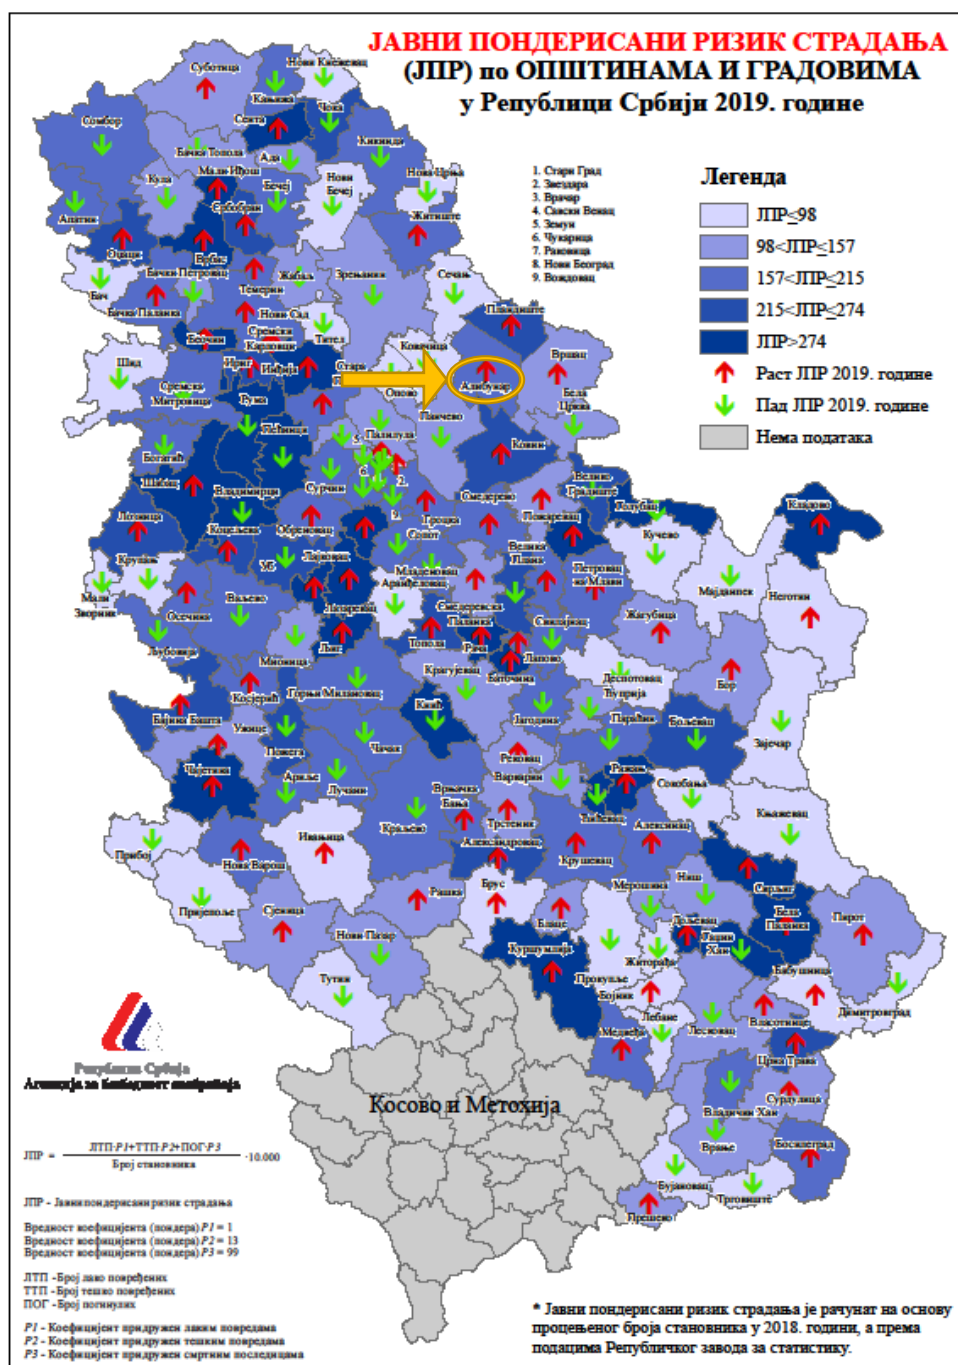 ЈАВНИ ПОНДЕРИСАНИ РИЗИК СТРАДАЊА
(ЈПР) по ОПШТИНАМА И ГРАДОВИМА
у Републици Србији 2019. године
1. Стари Град
2. Звездара
3. Врачар
4. Савски Венац
5. Земун
6. Чукарица
7. Раковица
8. Нови Београд
9. Вождовац
Легенда
ЈПР≤98
98<ЈПР≤157
157<ЈПР≤215
215<ЈПР≤274
ЈПР>274
Раст ЈПР 2019. године
Пад ЈПР 2019. године
Нема података
Суботица
Нови Кнежевац
Кањижа
Чока
Сента
Сомбор
Бачка Топола
Ада
Кикинда
Мали Иђош
Кула
Бечеј
Нови
Бечеј
Нова Црња
Апатин
Србобран
Житиште
Оџаци
Врбас
Бачки Петровац
Жабаљ
Зрењанин
Сечањ
Бач
Темерин
Бачка Паланка
Нови Сад
Пландиште
Беочин
Сремски
Карловци
Тител
Ковачица
Вршац
Шид
Ириг
Инђија
Стара
Алибунар
Сремска
Митровица
Опово
Бела
Црква
Рума
Панчево
Пећинци
Палилула
5.
Ковин
Богатић
6.
2.
Сурчин
Велико
Градиште
Шабац
Владимирци
9.
Смедерево
Голубац
Кладово
Лозница
Коцељева
Обреновац
Гроцка
Пожаревац
Кучево
Сопот
Велика
Плана
Крупањ
Уб
Лајковац
Младеновац
Петровац
на Млави
Мајданпек
Неготин
Мали
Зворник
Аранђеловац
Осечина
Ваљево
Лазаревац
Смедеревска
Паланка
Свилајнац
Жагубица
Љубовија
Мионица
Љиг
Топола
Рача
Лапово
Баточина
Крагујевац
Деспотовац
Бор
Косјерић
Горњи Милановац
Ћуприја
Бајина Башта
Кнић
Јагодина
Параћин
Бољевац
Ужице
Пожега
Чачак
Зајечар
Чајетина
Рековац
Ариље
Лучани
Варварин
Ражањ
Сокобања
Врњачка
Бања
Ћићевац
Књажевац
Краљево
Трстеник
Алексинац
Прибој
Ивањица
Александровац
Крушевац
Нова Варош
Мерошина
Ниш
Сврљиг
Пријепоље
Рашка
Брус
Сјеница
Блаце
Дољевац
Бела
Паланка
Пирот
Нови Пазар
Куршумлија
Гаџин
Хан
Житорађа
Тутин
Прокупље
Бабушница
Бојник
Димитровград
Лебане
Власотинце
Медвеђа
Лесковац
Црна Трава
Сурдулица
Владичин Хан
Косово и Метохија
Врање
Босилеград
Бујановац
Трговиште
Прешево
Република Србија
Агенција за безбедност саобраћаја
ЈПР = ЛТП·P1+ТТП·P2+ПОГ·P3 / Број становника ·10.000
ЈПР - Јавни пондерисани ризик страдања
Вредност коефицијента (пондера) P1 = 1
Вредност коефицијента (пондера) P2 = 13
Вредност коефицијента (пондера) P3 = 99
ЛТП -Број лако повређених
ТТП -Број тешко повређених
ПОГ -Број погинулих
P1 - Коефицијент придружен лаким повредама
P2 - Коефицијент придружен тешким повредама
P3 - Коефицијент придружен смртним последицама
* Јавни пондерисани ризик страдања је рачунат на основу
процењеног броја становника у 2018. години, а према
подацима Републичког завода за статистику.